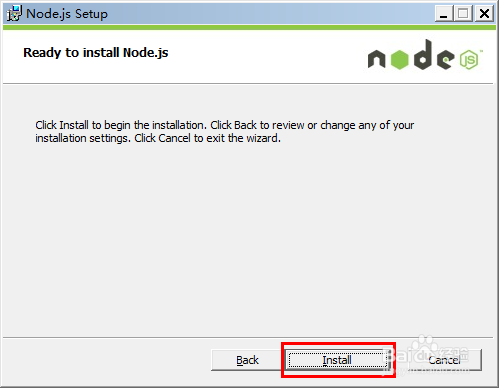 Node.js Setup
Ready to install Node.js
node
JS
Click Install to begin the installation. Click Back to review or change any of your
installation settings. Click Cancel to exit the wizard.
Back
Install
Cancel